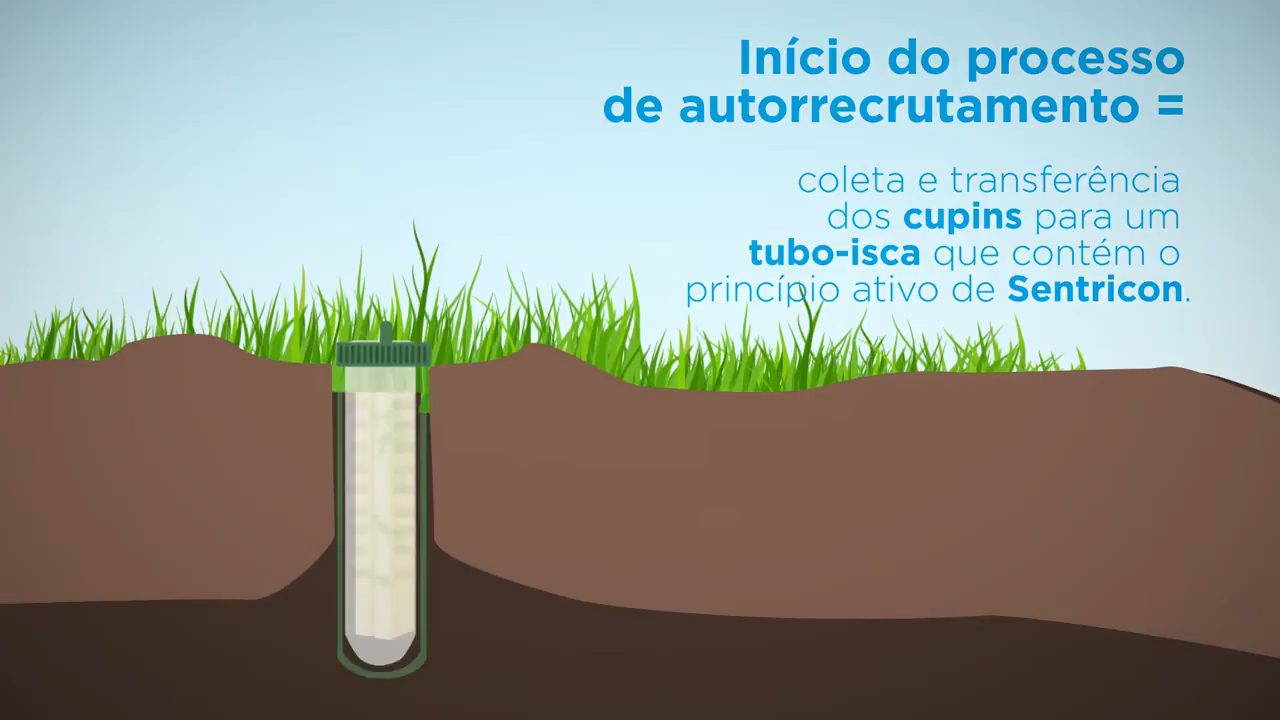 Início do processo
de autorrecrutamento =
coleta e transferência
dos cupins para um
tubo-isca que contém o
princípio ativo de Sentricon.